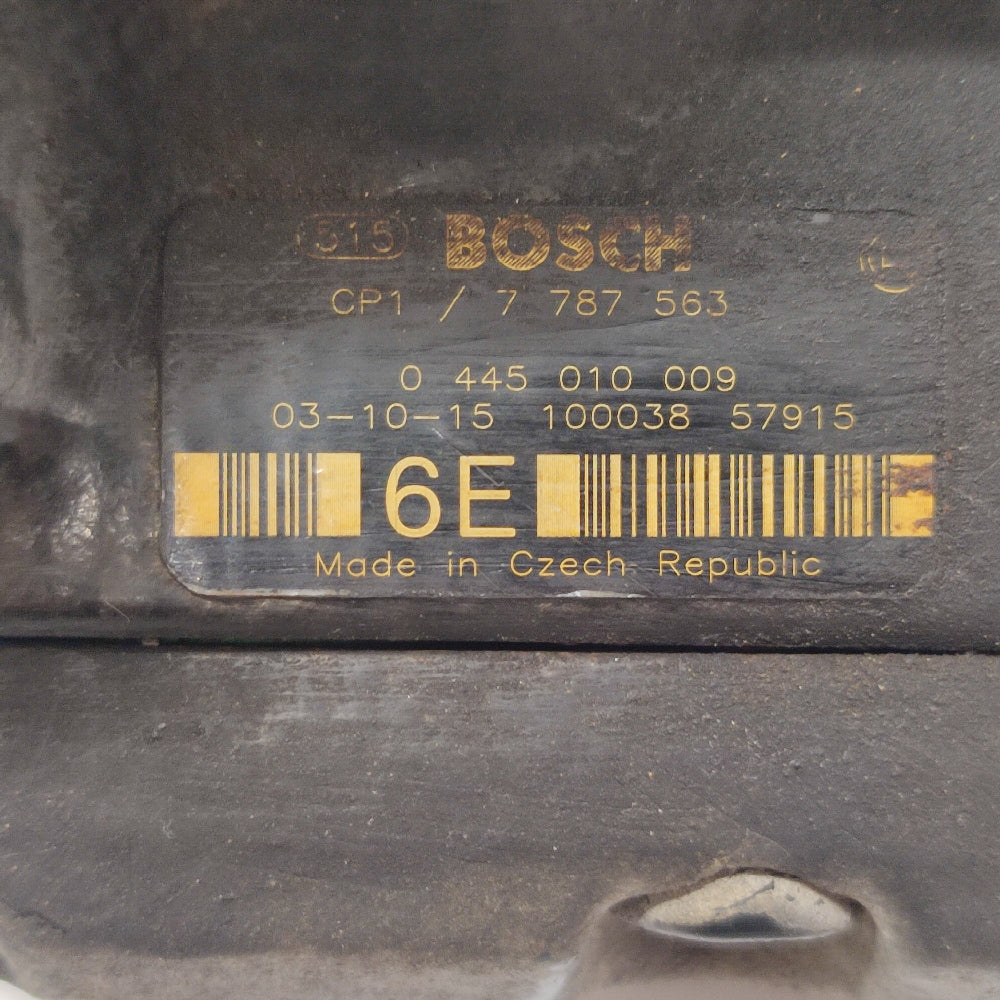 515 BOSCH
CP1 / 7 787 563
0 445 010 009
03-10-15 100038 57915
6E
Made in Czech Republic